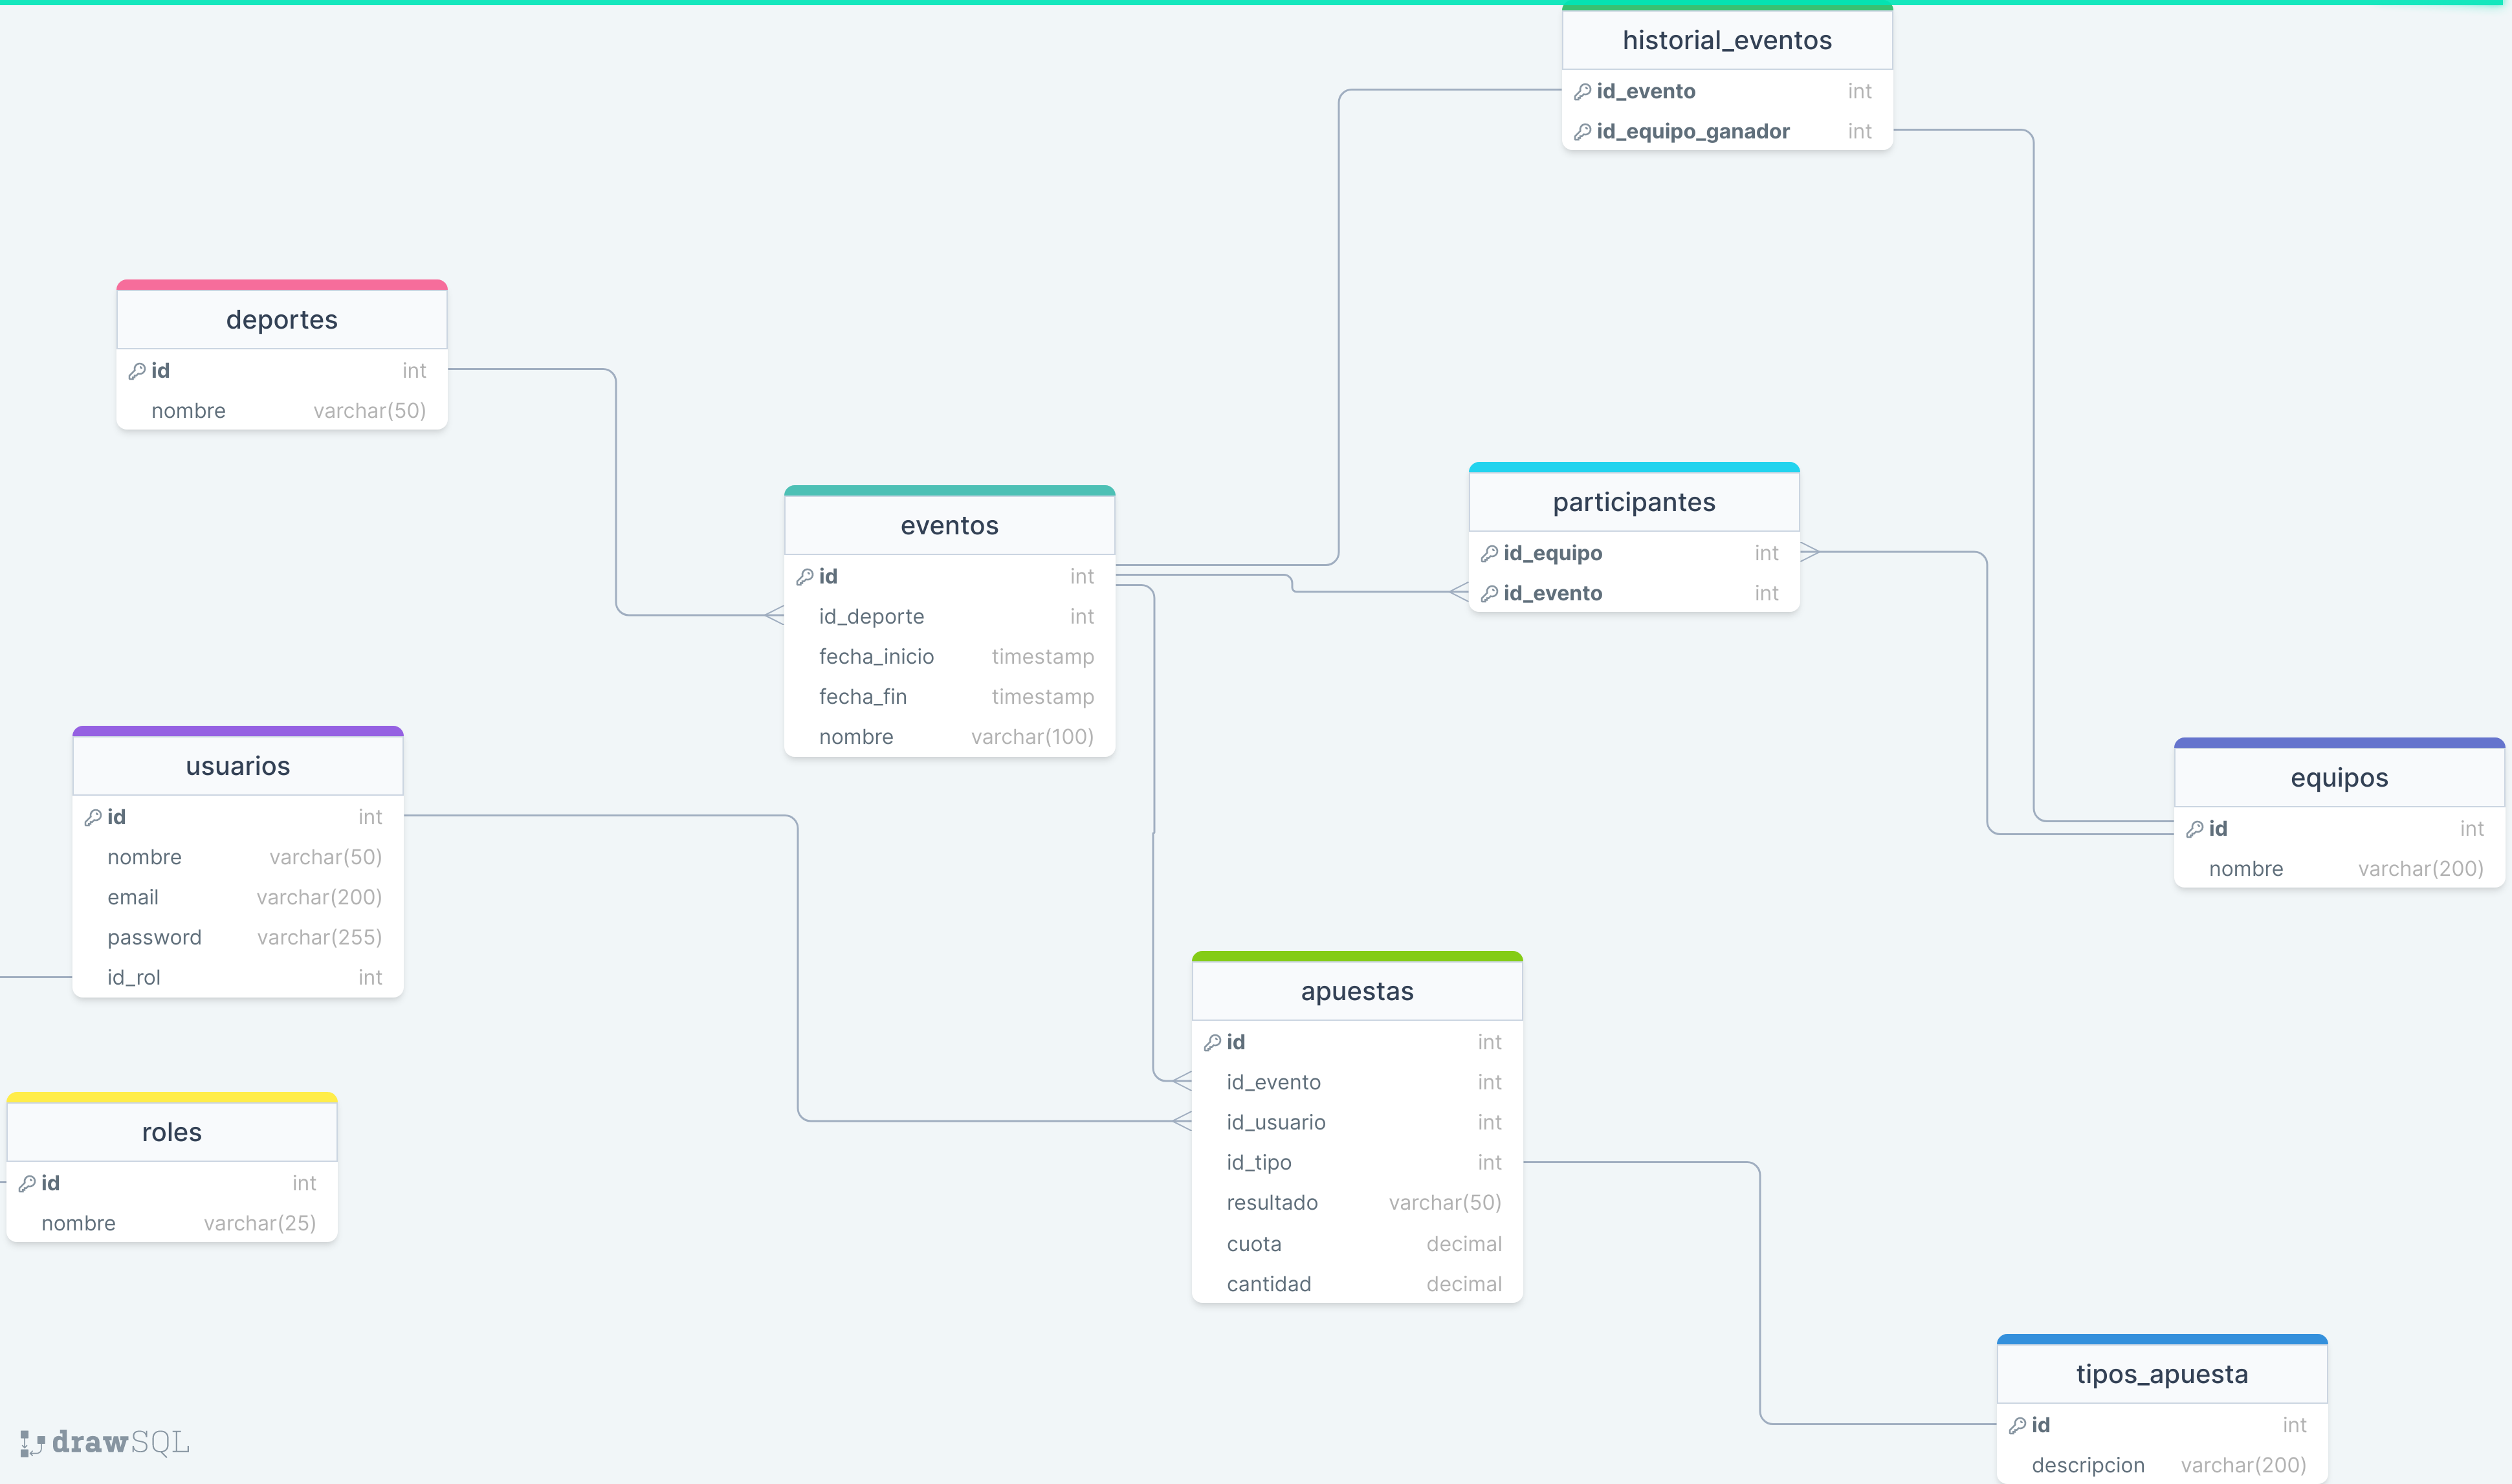 historial_eventos
id_evento int
id_equipo_ganador int
deportes
id int
nombre varchar(50)
eventos
id int
id_deporte int
fecha_inicio timestamp
fecha_fin timestamp
nombre varchar(100)
participantes
id_equipo int
id_evento int
usuarios
id int
nombre varchar(50)
email varchar(200)
password varchar(255)
id_rol int
equipos
id int
nombre varchar(200)
apuestas
id int
id_evento int
id_usuario int
id_tipo int
resultado varchar(50)
cuota decimal
cantidad decimal
roles
id int
nombre varchar(25)
tipos_apuesta
id int
descripcion varchar(200)
drawSQL